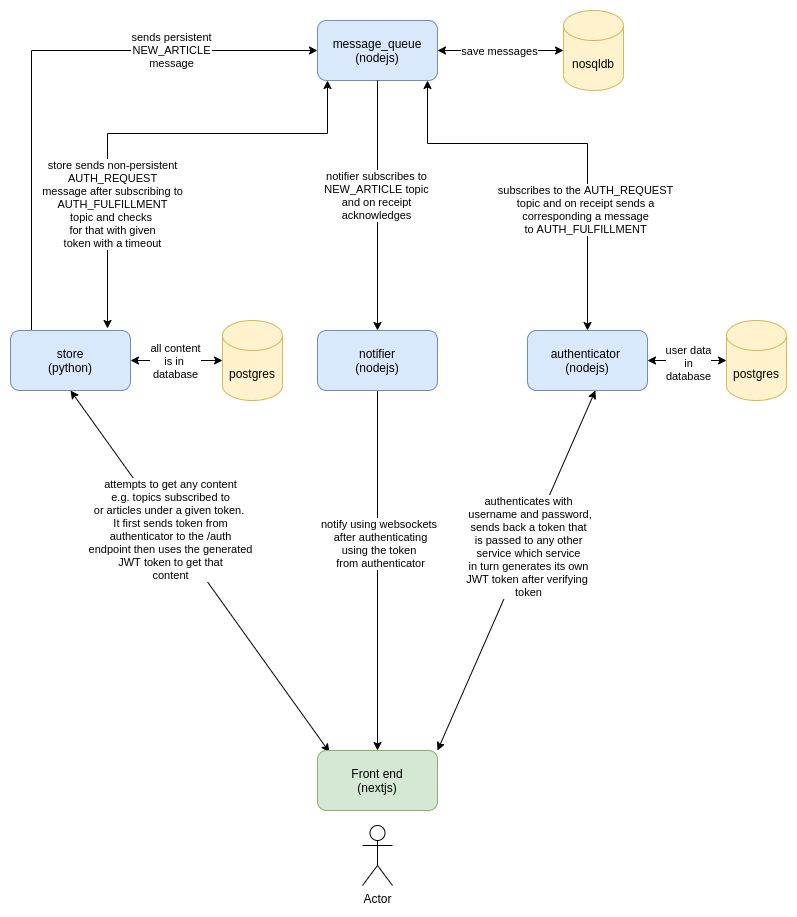 sends persistent
NEW_ARTICLE
message
message_queue
(nodejs)
save messages
nosqldb
store sends non-persistent
AUTH_REQUEST
message after subscribing to
AUTH_FULFILLMENT
topic and checks
for that with given
token with a timeout
notifier subscribes to
NEW_ARTICLE topic
and on receipt
acknowledges
subscribes to the AUTH_REQUEST
topic and on receipt sends a
corresponding a message
to AUTH_FULFILLMENT
store
(python)
all content
is in
database
postgres
notifier
(nodejs)
authenticator
(nodejs)
user data
in
database
postgres
attempts to get any content
e.g. topics subscribed to
or articles under a given token.
It first sends token from
authenticator to the /auth
endpoint then uses the generated
JWT token to get that
content
notify using websockets
after authenticating
using the token
from authenticator
authenticates with
username and password,
sends back a token that
is passed to any other
service which service
in turn generates its own
JWT token after verifying
token
Front end
(nextjs)
Actor